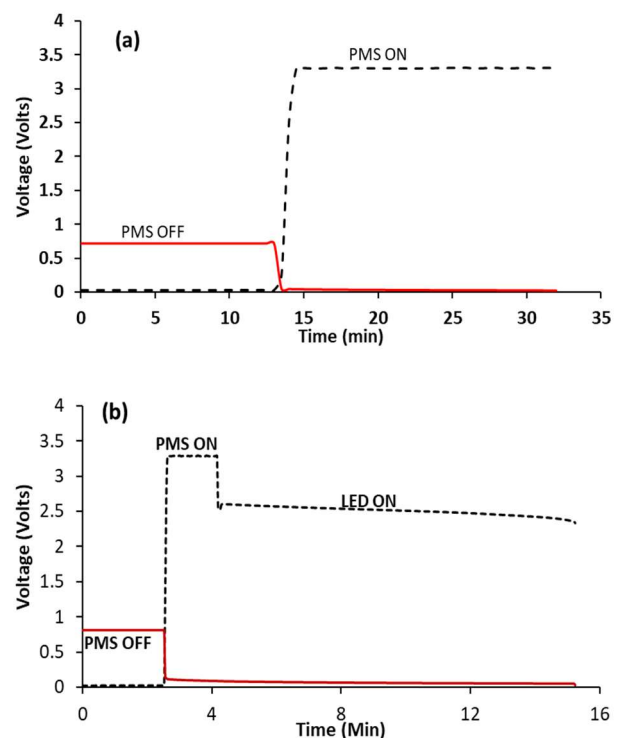 (a)
PMS ON
PMS OFF
Voltage (Volts)
4
3.5
3
2.5
2
1.5
1
0.5
0
0 5 10 15 20 25 30 35
Time (min)
(b)
PMS ON
LED ON
PMS OFF
Voltage (Volts)
4
3.5
3
2.5
2
1.5
1
0.5
0
0 4 8 12 16
Time (Min)